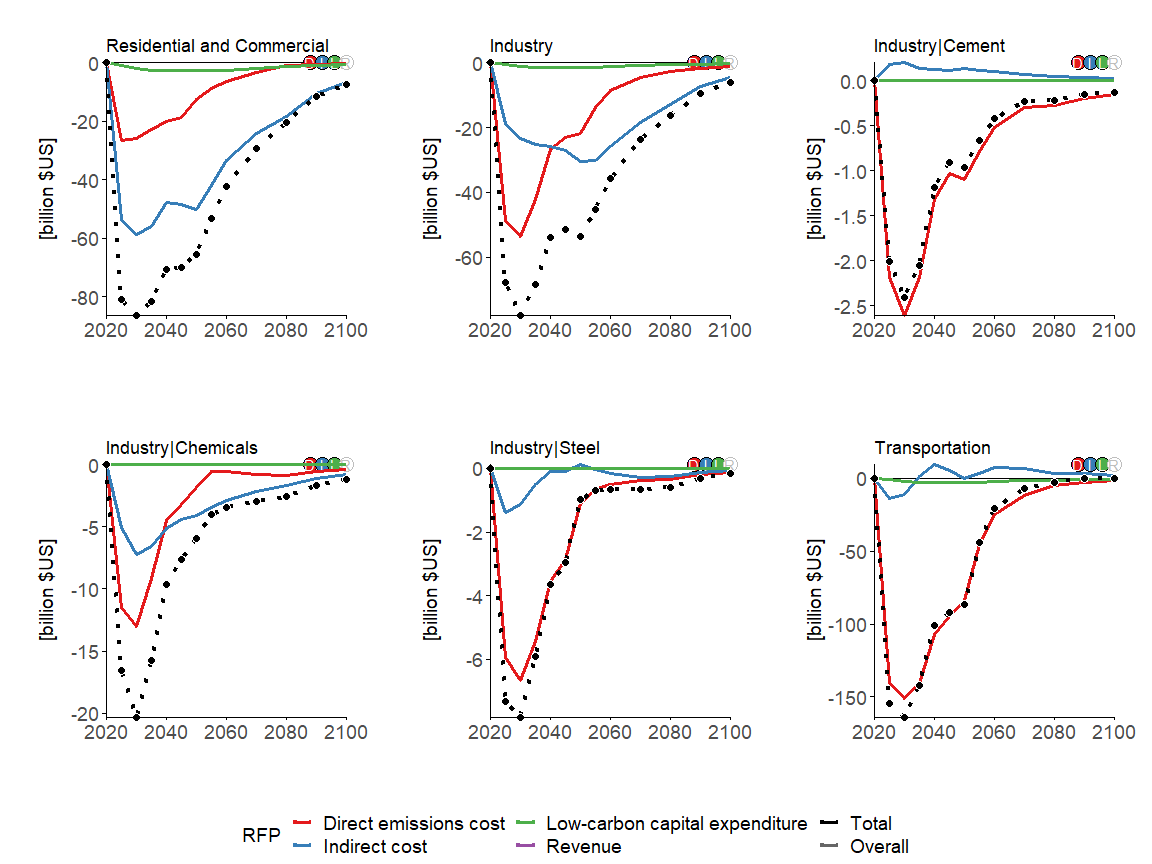 Residential and Commercial
Industry
Industry|Cement
D I L R
D I L R
D I L R
0
-20
-40
-60
-80
[billion $US]
2020 2040 2060 2080 2100
0
-20
-40
-60
[billion $US]
2020 2040 2060 2080 2100
0.0
-0.5
-1.0
-1.5
-2.0
-2.5
[billion $US]
2020 2040 2060 2080 2100
Industry|Chemicals
Industry|Steel
Transportation
D I L R
D I L R
D I L R
0
-5
-10
-15
-20
[billion $US]
2020 2040 2060 2080 2100
0
-2
-4
-6
[billion $US]
2020 2040 2060 2080 2100
0
-50
-100
-150
[billion $US]
2020 2040 2060 2080 2100
RFP
Direct emissions cost
Low-carbon capital expenditure
Total
Indirect cost
Revenue
Overall